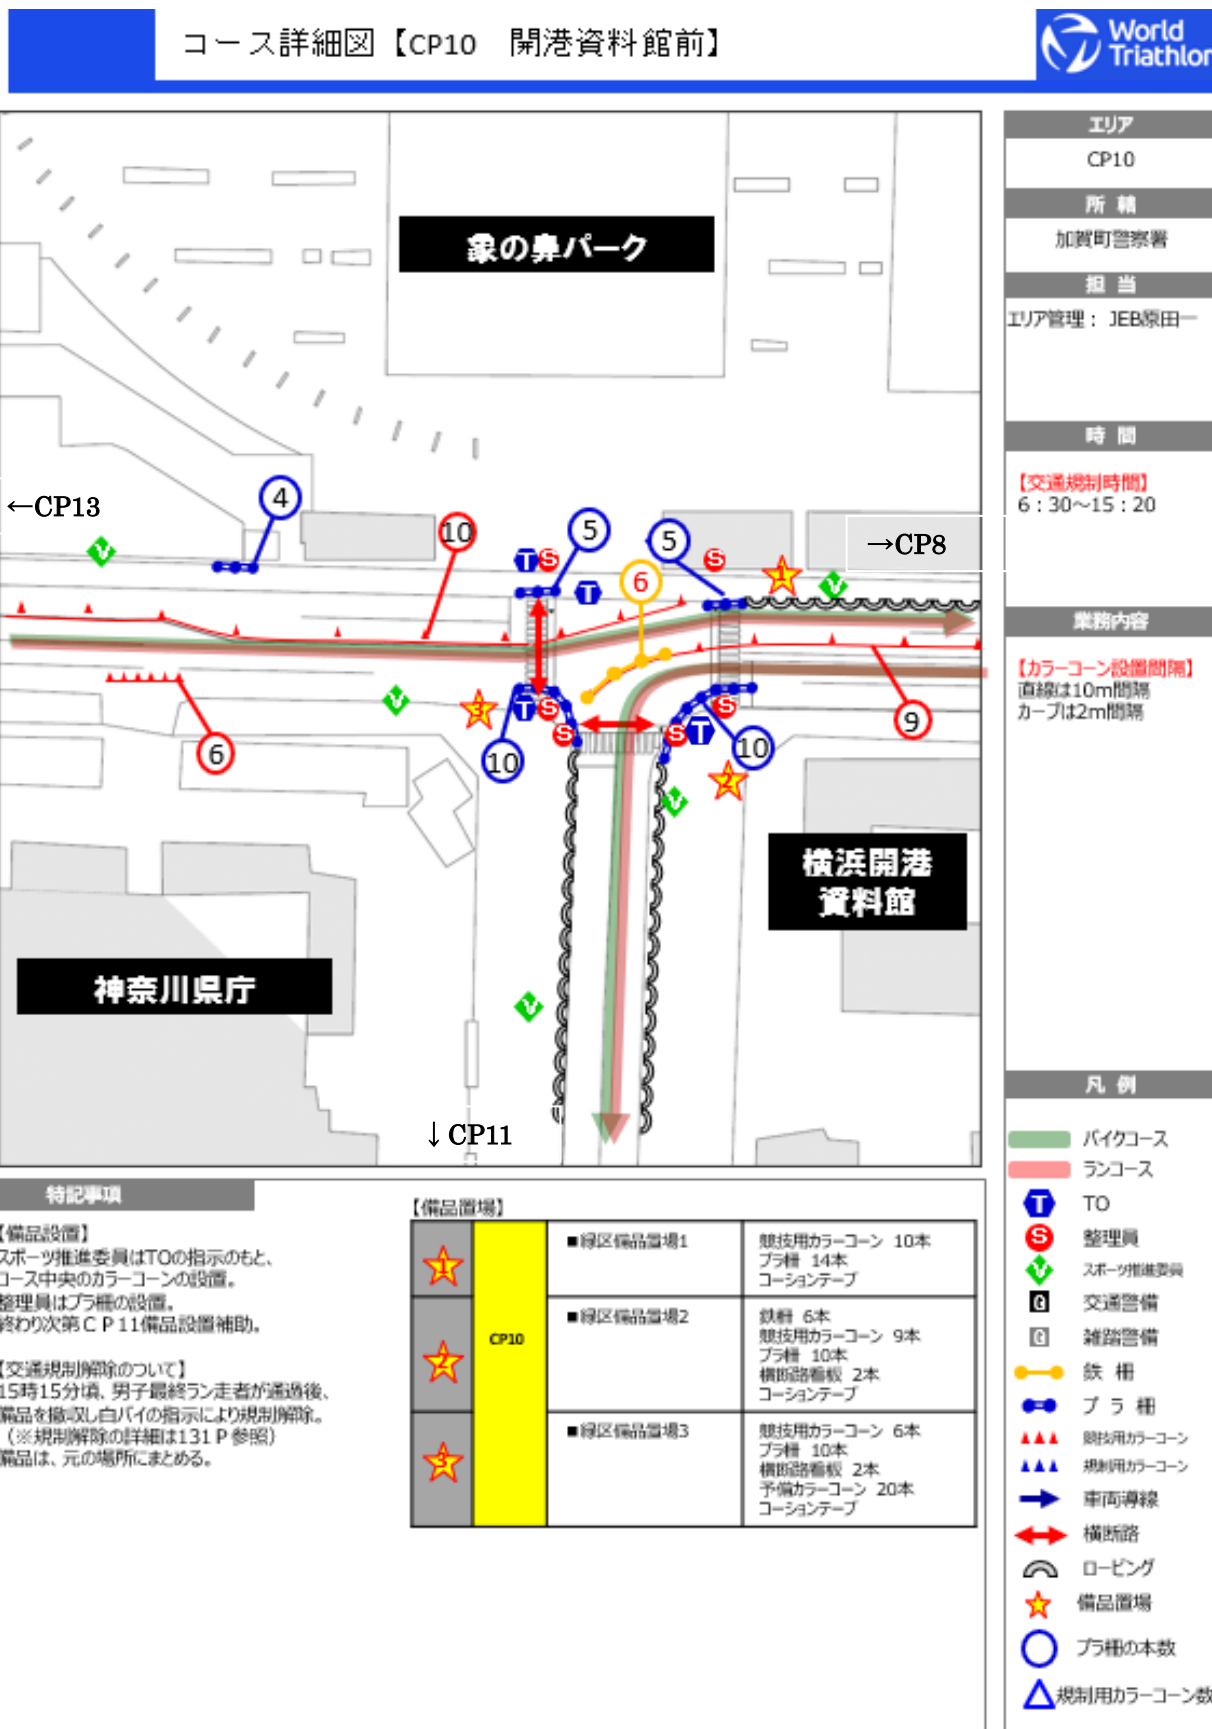 コース詳細図【CP10　開港資料館前】
World
Triathlon
象の鼻パーク
←CP13
4
10
5
5
→CP8
6
T S
T
S
1
3
T S
S
S
S T
10
6
10
9
2
横浜開港
資料館
神奈川県庁
↓CP11
エリア
CP10
所 轄
加賀町警察署
担 当
エリア管理： JEB原田一
時 間
【交通規制時間】
6：30～15：20
業務内容
【カラーコーン設置間隔】
直線は10m間隔
カーブは2m間隔
凡 例
バイクコース
ランコース
T TO
S 整理員
スポーツ推進委員
G 交通警備
G 雑踏警備
鉄 柵
プ ラ 柵
競技用カラーコーン
規制用カラーコーン
車両導線
横断路
ロービング
備品置場
プラ柵の本数
規制用カラーコーン数
特記事項
【備品設置】
スポーツ推進委員はTOの指示のもと、
コース中央のカラーコーンの設置。
整理員はプラ柵の設置。
終わり次第ＣＰ11備品設置補助。
【交通規制解除のついて】
15時15分頃、男子最終ラン走者が通過後、
備品を撤収し白バイの指示により規制解除。
（※規制解除の詳細は131Ｐ参照）
備品は、元の場所にまとめる。
【備品置場】
CP10
1
■緑区備品置場1
競技用カラーコーン 10本
プラ柵 14本
コーションテープ
2
■緑区備品置場2
鉄柵 6本
競技用カラーコーン 9本
プラ柵 10本
横断路看板 2本
コーションテープ
3
■緑区備品置場3
競技用カラーコーン 6本
プラ柵 10本
横断路看板 2本
予備カラーコーン 20本
コーションテープ